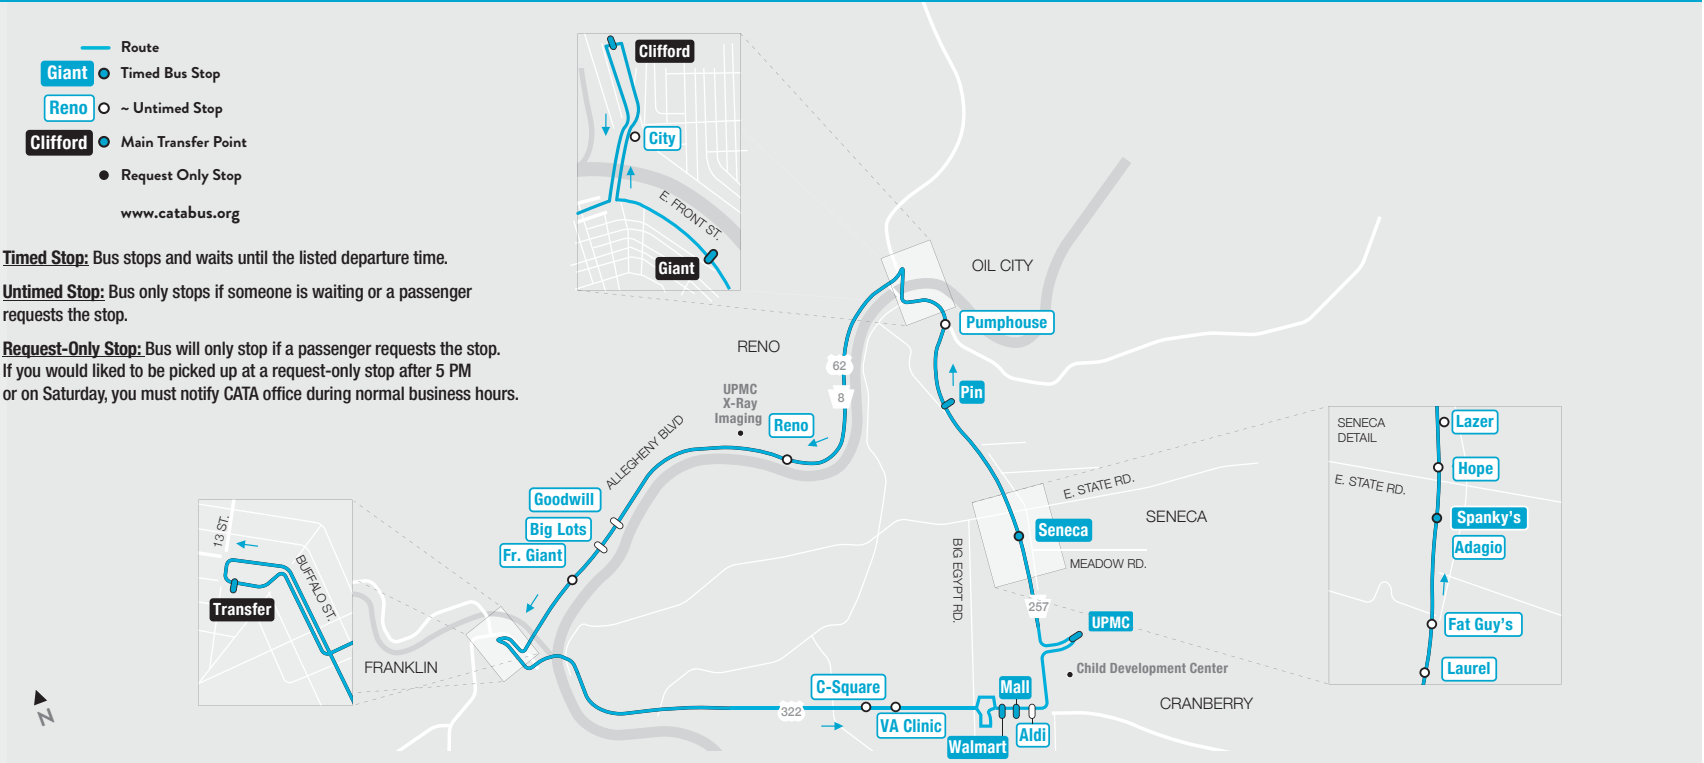 Route
Giant
Timed Bus Stop
Reno
~ Untimed Stop
Clifford
Main Transfer Point
Request Only Stop
www.catabus.org
Timed Stop: Bus stops and waits until the listed departure time.
Untimed Stop: Bus only stops if someone is waiting or a passenger
requests the stop.
Request-Only Stop: Bus will only stop if a passenger requests the stop.
If you would liked to be picked up at a request-only stop after 5 PM
or on Saturday, you must notify CATA office during normal business hours.
Clifford
City
E. FRONT ST.
Giant
OIL CITY
Pumphouse
RENO
62
8
UPMC
X-Ray
Imaging
Reno
Pin
ALLEGHENY BLVD
Goodwill
Big Lots
Fr. Giant
13 ST.
BUFFALO ST.
Transfer
FRANKLIN
N
E. STATE RD.
SENECA
Seneca
BIG EGYPT RD.
MEADOW RD.
257
UPMC
Child Development Center
CRANBERRY
C-Square
VA Clinic
322
Mall
Walmart
Aldi
SENECA
DETAIL
Lazer
Hope
E. STATE RD.
Spanky's
Adagio
Fat Guy's
Laurel